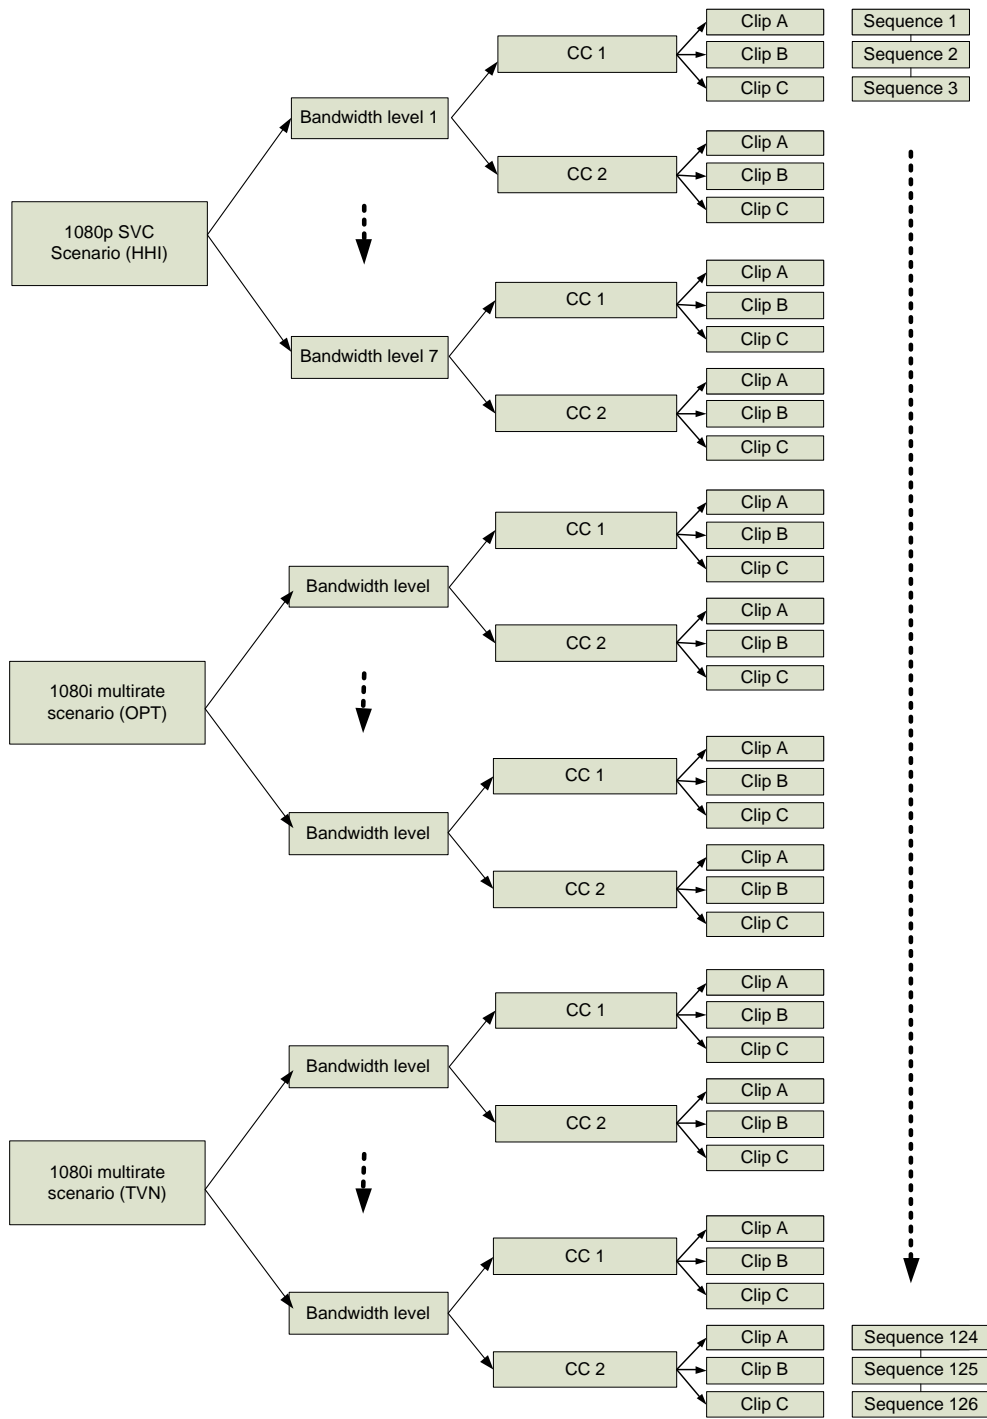 1080p SVC
Scenario (HHI)
Bandwidth level 1
CC 1
Clip A
Clip B
Clip C
Sequence 1
Sequence 2
Sequence 3
CC 2
Clip A
Clip B
Clip C
Bandwidth level 7
CC 1
Clip A
Clip B
Clip C
CC 2
Clip A
Clip B
Clip C
1080i multirate
scenario (OPT)
Bandwidth level
CC 1
Clip A
Clip B
Clip C
CC 2
Clip A
Clip B
Clip C
Bandwidth level
CC 1
Clip A
Clip B
Clip C
CC 2
Clip A
Clip B
Clip C
1080i multirate
scenario (TVN)
Bandwidth level
CC 1
Clip A
Clip B
Clip C
CC 2
Clip A
Clip B
Clip C
Bandwidth level
CC 1
Clip A
Clip B
Clip C
CC 2
Clip A
Clip B
Clip C
Sequence 124
Sequence 125
Sequence 126